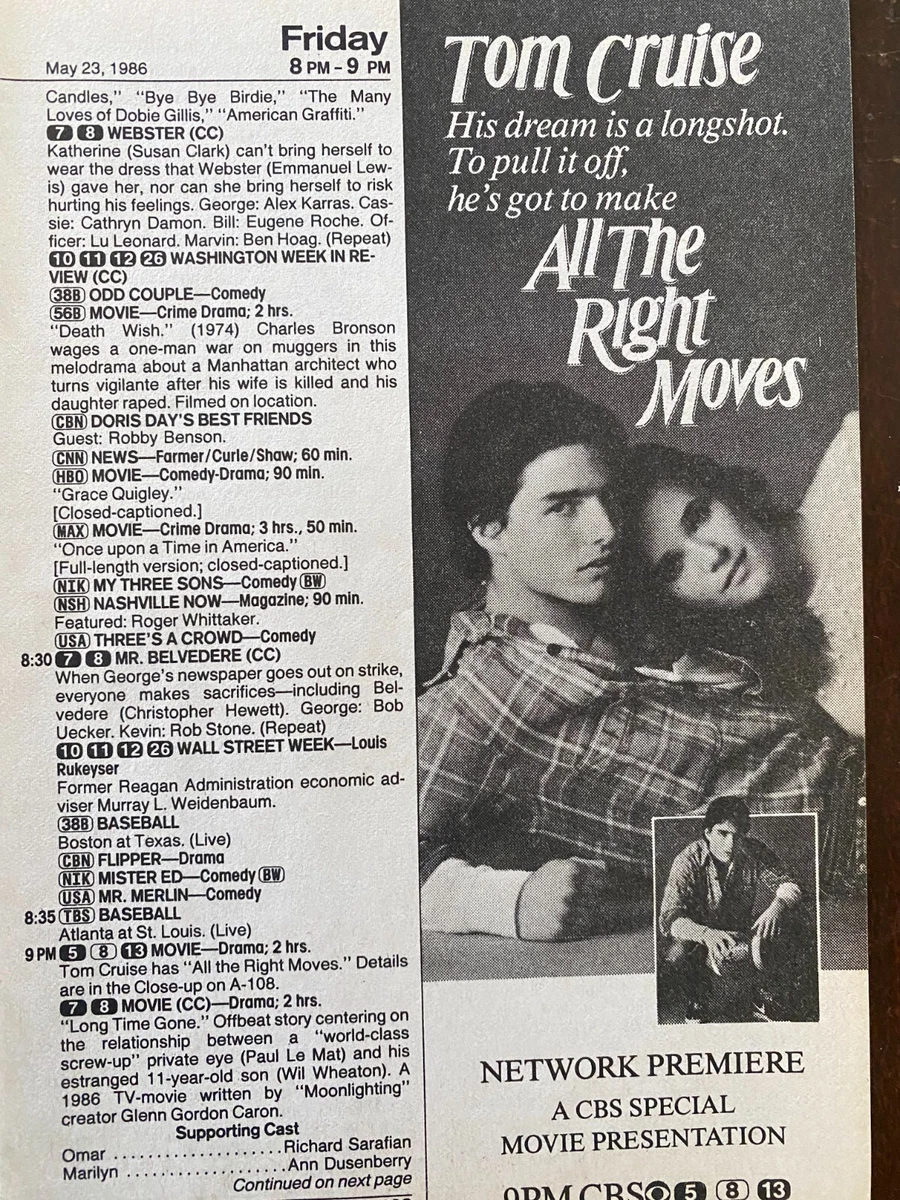 Friday
May 23, 1986
8 PM – 9 PM
Candles,” “Bye Bye Birdie,” “The Many
Loves of Dobie Gillis,” “American Graffiti.”
7 8 WEBSTER (CC)
Katherine (Susan Clark) can’t bring herself to
wear the dress that Webster (Emmanuel Lew-
is) gave her, nor can she bring herself to risk
hurting his feelings. George: Alex Karras. Cas-
sie: Cathryn Damon. Bill: Eugene Roche. Of-
ficer: Lu Leonard. Marvin: Ben Hoag. (Repeat)
10 11 12 26 WASHINGTON WEEK IN RE-
VIEW (CC)
38B ODD COUPLE—Comedy
56B MOVIE—Crime Drama; 2 hrs.
“Death Wish.” (1974) Charles Bronson
wages a one-man war on muggers in this
melodrama about a Manhattan architect who
turns vigilante after his wife is killed and his
daughter raped. Filmed on location.
CBN DORIS DAY’S BEST FRIENDS
Guest: Robby Benson.
CNN NEWS—Farmer/Curle/Shaw; 60 min.
HBO MOVIE—Comedy-Drama; 90 min.
“Grace Quigley.”
[Closed-captioned.]
MAX MOVIE—Crime Drama; 3 hrs., 50 min.
“Once upon a Time in America.”
[Full-length version; closed-captioned.]
NIK MY THREE SONS—Comedy BW
NSH NASHVILLE NOW—Magazine; 90 min.
Featured: Roger Whittaker.
USA THREE’S A CROWD—Comedy
8:30 7 8 MR. BELVEDERE (CC)
When George’s newspaper goes out on strike,
everyone makes sacrifices—including Bel-
vedere (Christopher Hewett). George: Bob
Uecker. Kevin: Rob Stone. (Repeat)
10 11 12 26 WALL STREET WEEK—Louis
Rukeyser
Former Reagan Administration economic ad-
viser Murray L. Weidenbaum.
38B BASEBALL
Boston at Texas. (Live)
CBN FLIPPER—Drama
NIK MISTER ED—Comedy BW
USA MR. MERLIN—Comedy
8:35 TBS BASEBALL
Atlanta at St. Louis. (Live)
9 PM 5 8 13 MOVIE—Drama; 2 hrs.
Tom Cruise has “All the Right Moves.” Details
are in the Close-up on A-108.
7 8 MOVIE (CC)—Drama; 2 hrs.
“Long Time Gone.” Offbeat story centering on
the relationship between a “world-class
screw-up” private eye (Paul Le Mat) and his
estranged 11-year-old son (Wil Wheaton). A
1986 TV-movie written by “Moonlighting”
creator Glenn Gordon Caron.
Supporting Cast
Omar ....................Richard Sarafian
Marilyn ...................Ann Dusenberry
Continued on next page
Tom Cruise
His dream is a longshot.
To pull it off,
he’s got to make
All The
Right
Moves
NETWORK PREMIERE
A CBS SPECIAL
MOVIE PRESENTATION
9PM CBS 5 8 13